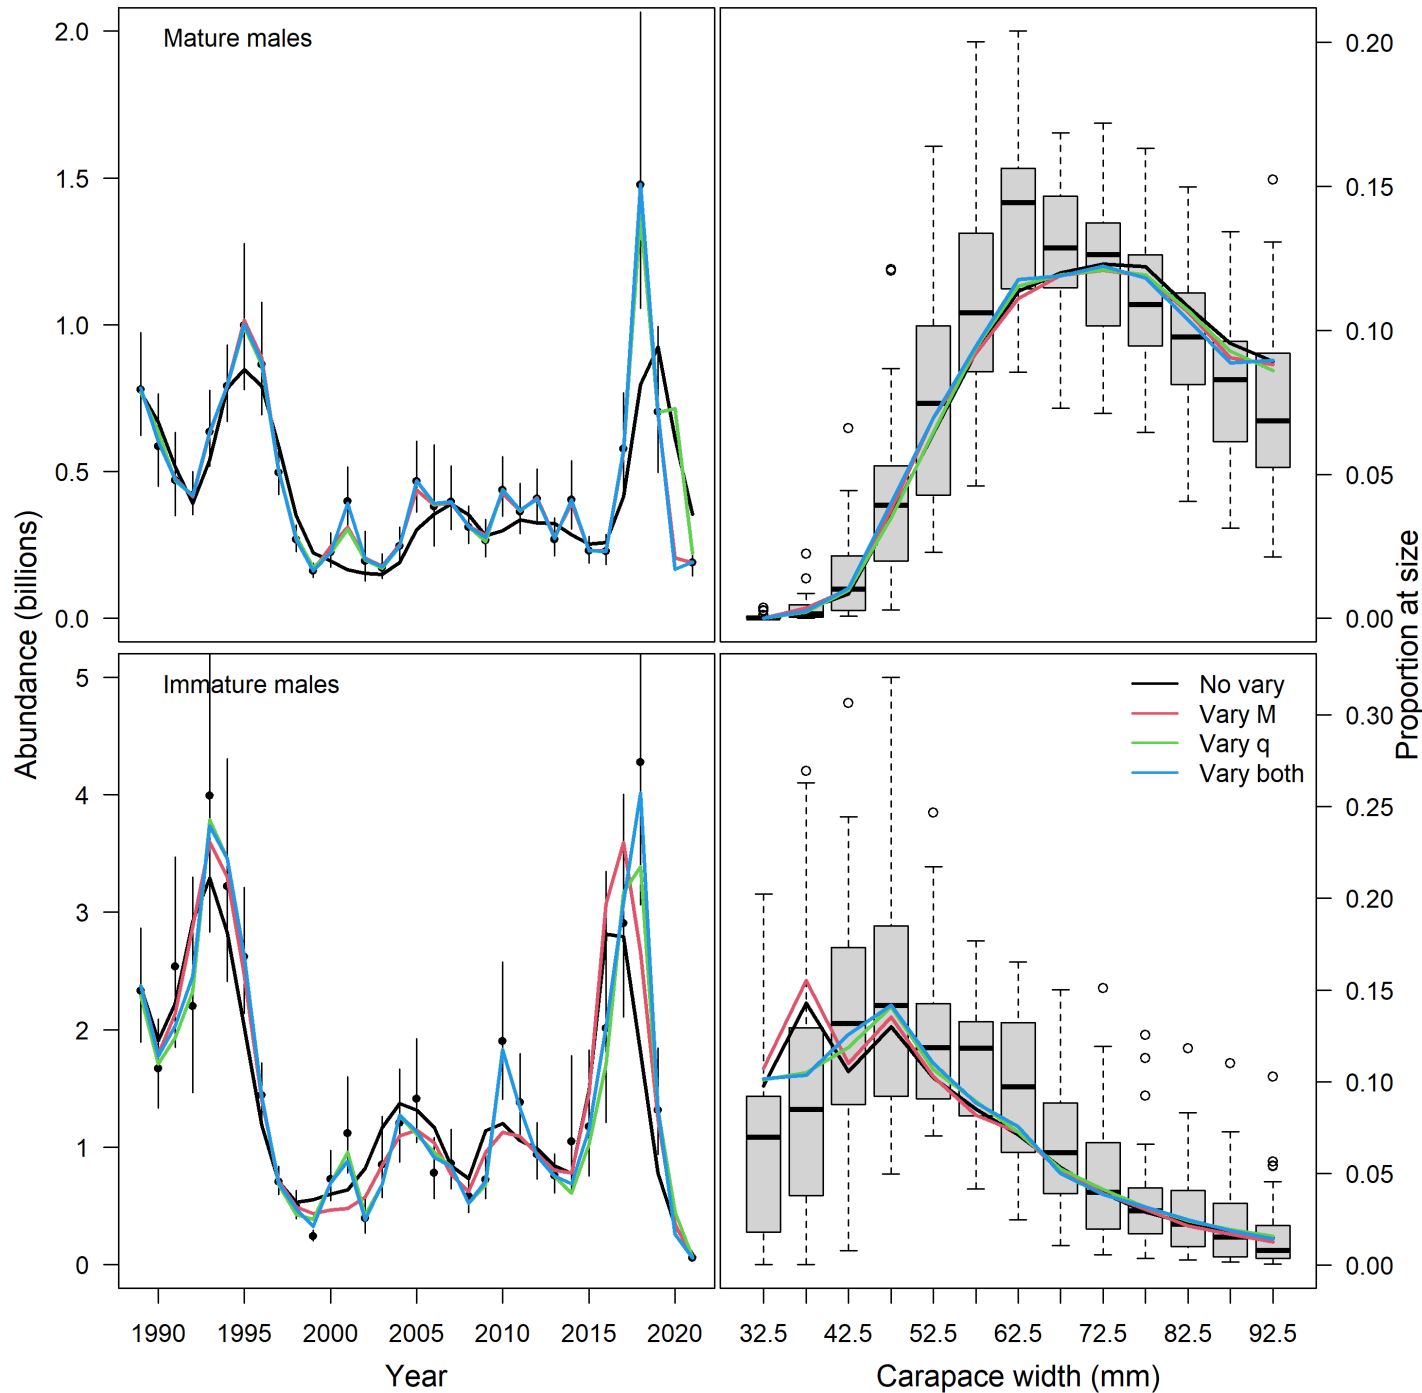 Mature males
2.0
1.5
1.0
0.5
0.0
0.20
0.15
0.10
0.05
0.00
Abundance (billions)
Proportion at size
Immature males
5
4
3
2
1
0
No vary
Vary M
Vary q
Vary both
0.30
0.25
0.20
0.15
0.10
0.05
0.00
1990 1995 2000 2005 2010 2015 2020
32.5 42.5 52.5 62.5 72.5 82.5 92.5
Year
Carapace width (mm)